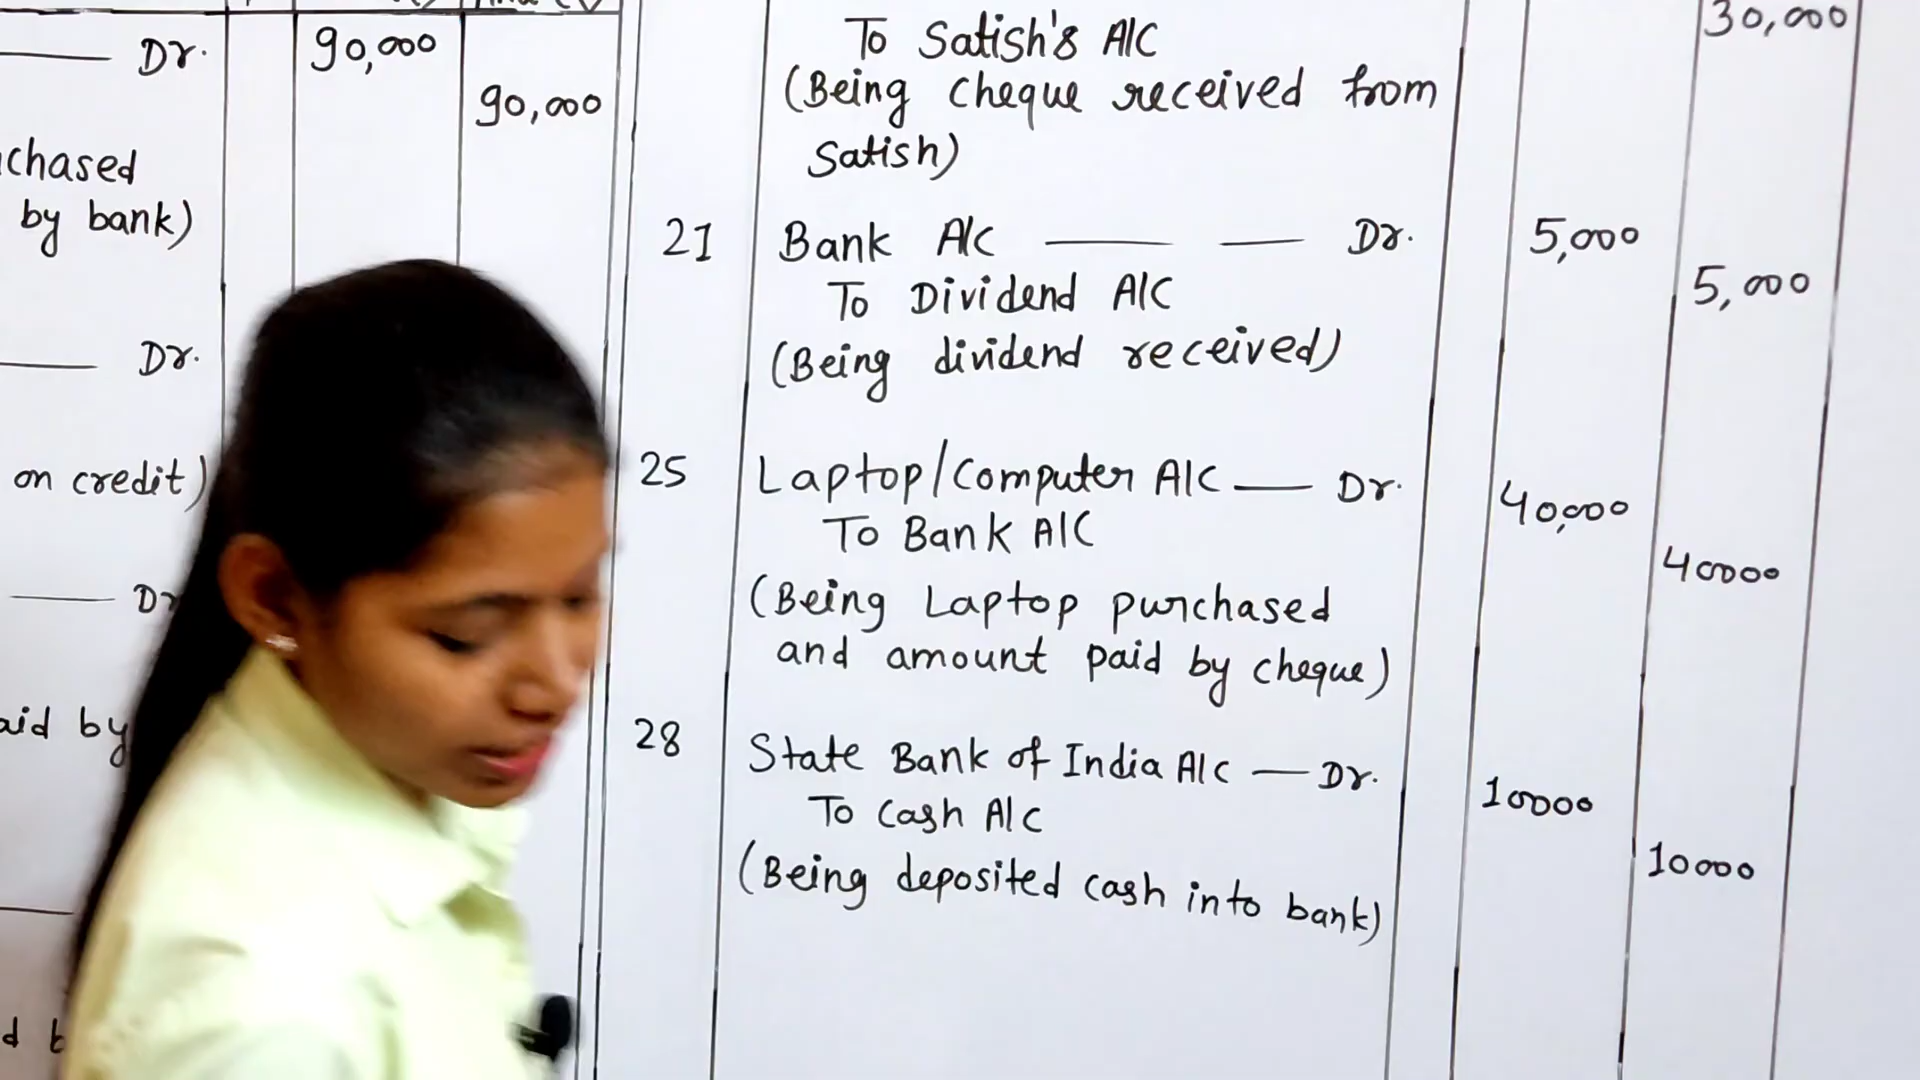 Dr. 90,000
90,000
chased
by bank)
Dr.
on credit)
Dr
aid by
d b
To Satish's A/C 30,000
(Being cheque received from
Satish)
21 Bank A/C Dr. 5,000
To Dividend A/C 5,000
(Being dividend received)
25 Laptop/Computer A/C Dr. 40,000
To Bank A/C 40000
(Being Laptop purchased
and amount paid by cheque)
28 State Bank of India A/C Dr. 10000
To Cash A/C 10000
(Being deposited cash into bank)